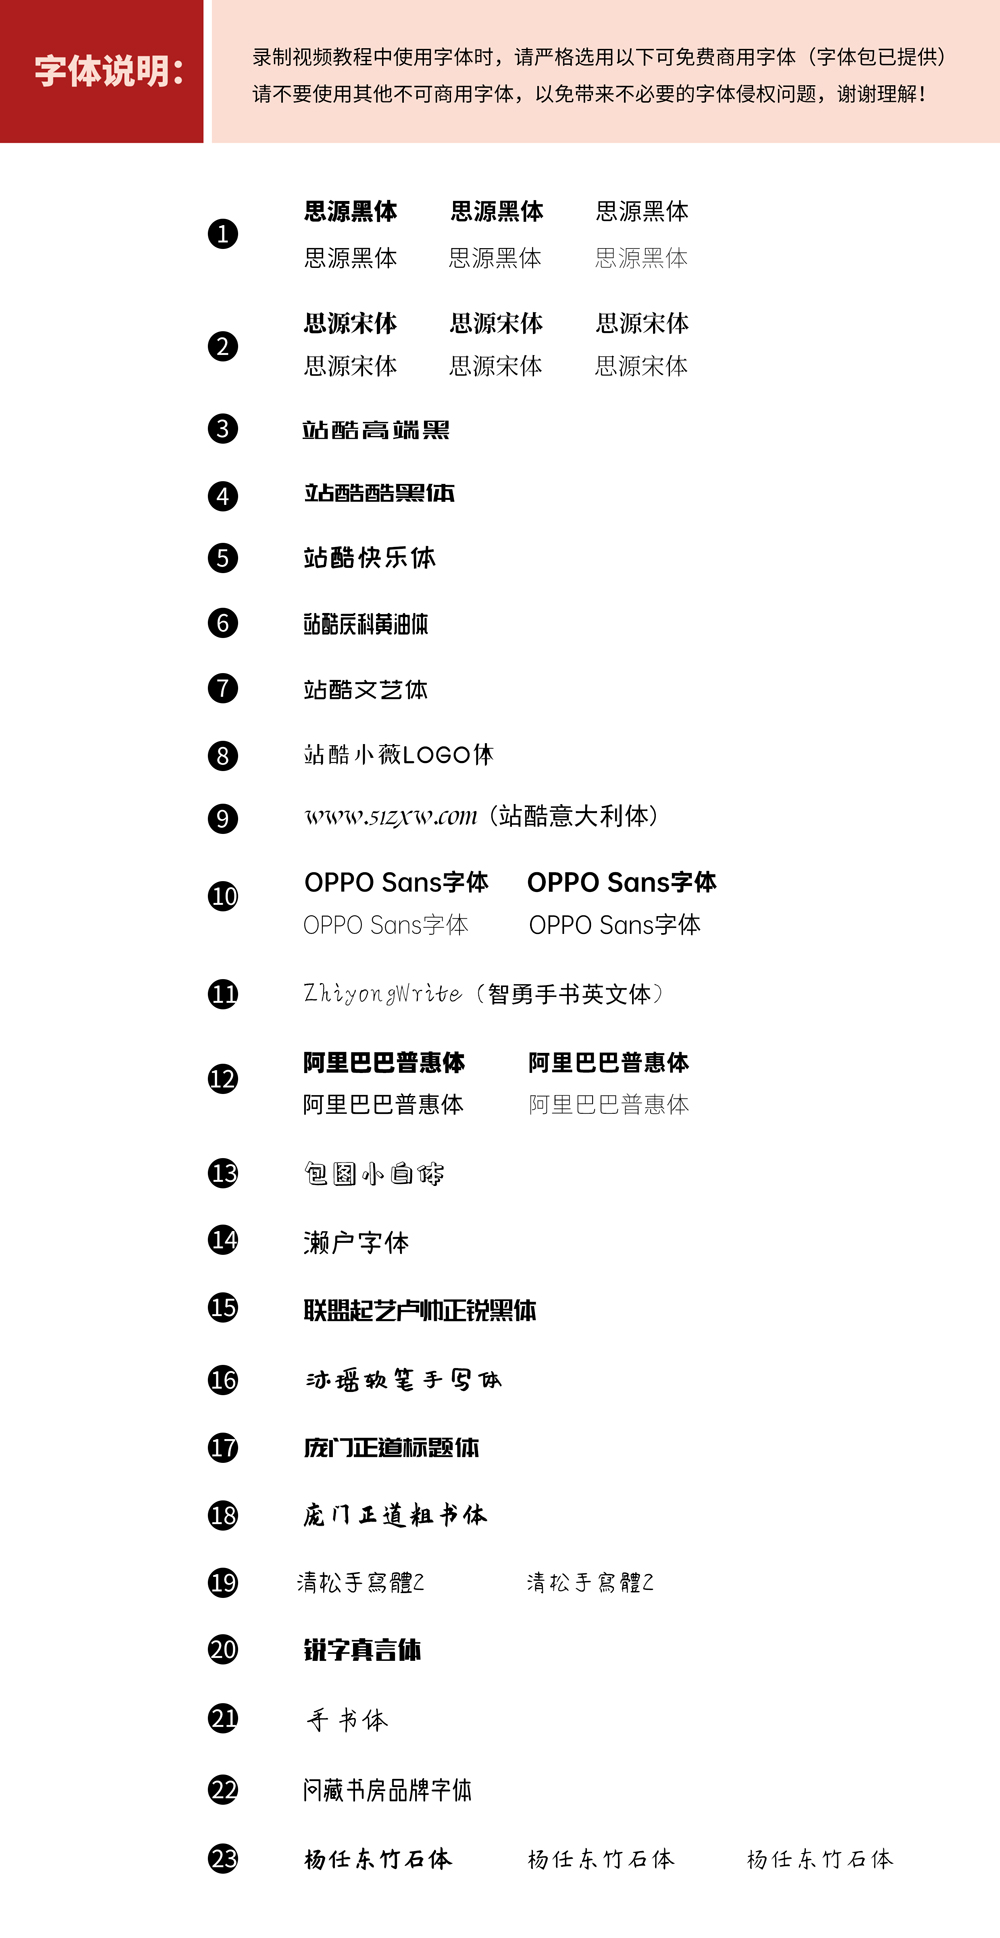 字体说明：
录制视频教程中使用字体时，请严格选用以下可免费商用字体（字体包已提供）
请不要使用其他不可商用字体，以免带来不必要的字体侵权问题，谢谢理解！
1 思源黑体 思源黑体 思源黑体
思源黑体 思源黑体 思源黑体
2 思源宋体 思源宋体 思源宋体
思源宋体 思源宋体 思源宋体
3 站酷高端黑
4 站酷酷黑体
5 站酷快乐体
6 站酷庆科黄油体
7 站酷文艺体
8 站酷小薇LOGO体
9 www.51zxw.com（站酷意大利体）
10 OPPO Sans字体 OPPO Sans字体
OPPO Sans字体 OPPO Sans字体
11 ZhiyongWrite（智勇手书英文体）
12 阿里巴巴普惠体 阿里巴巴普惠体
阿里巴巴普惠体 阿里巴巴普惠体
13 包图小白体
14 濑户字体
15 联盟起艺卢帅正锐黑体
16 沐瑶软笔手写体
17 庞门正道标题体
18 庞门正道粗书体
19 清松手寫體2 清松手寫體2
20 锐字真言体
21 手书体
22 问藏书房品牌字体
23 杨任东竹石体 杨任东竹石体 杨任东竹石体